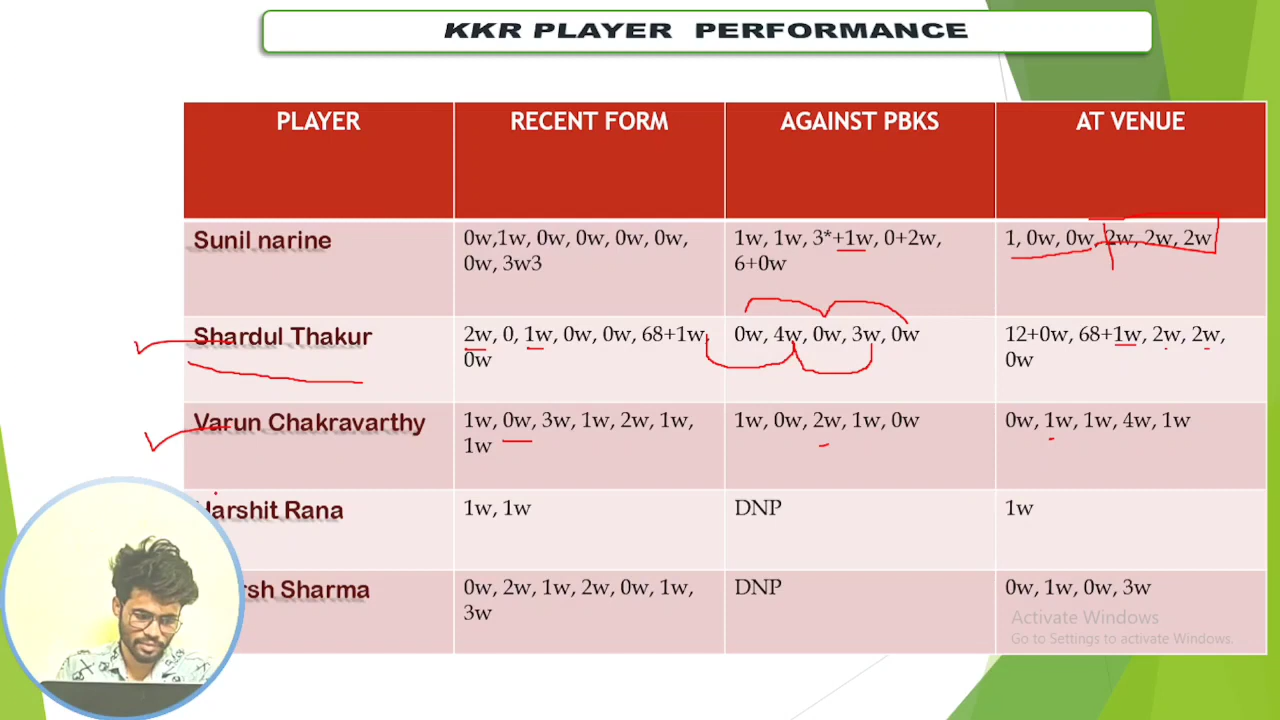 KKR PLAYER PERFORMANCE
PLAYER RECENT FORM AGAINST PBKS AT VENUE
Sunil narine 0w,1w, 0w, 0w, 0w, 0w, 1w, 1w, 3*+1w, 0+2w, 1, 0w, 0w, 2w, 2w, 2w
0w, 3w3 6+0w
Shardul Thakur 2w, 0, 1w, 0w, 0w, 68+1w, 0w, 4w, 0w, 3w, 0w 12+0w, 68+1w, 2w, 2w,
0w 0w
Varun Chakravarthy 1w, 0w, 3w, 1w, 2w, 1w, 1w, 0w, 2w, 1w, 0w 0w, 1w, 1w, 4w, 1w
1w
Harshit Rana 1w, 1w DNP 1w
rsh Sharma 0w, 2w, 1w, 2w, 0w, 1w, DNP 0w, 1w, 0w, 3w
3w
Activate Windows
Go to Settings to activate Windows.